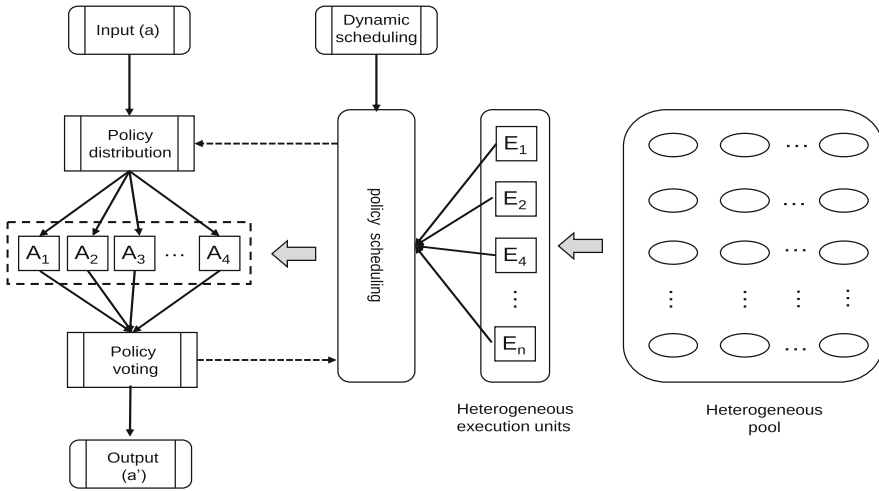 Input (a)
Dynamic
scheduling
Policy
distribution
A1 A2 A3 ... A4
Policy
voting
Output
(a')
policy scheduling
E1
E2
E4
⋮
En
Heterogeneous
execution units
...
...
...
⋮ ⋮ ⋮ ⋮
...
Heterogeneous
pool